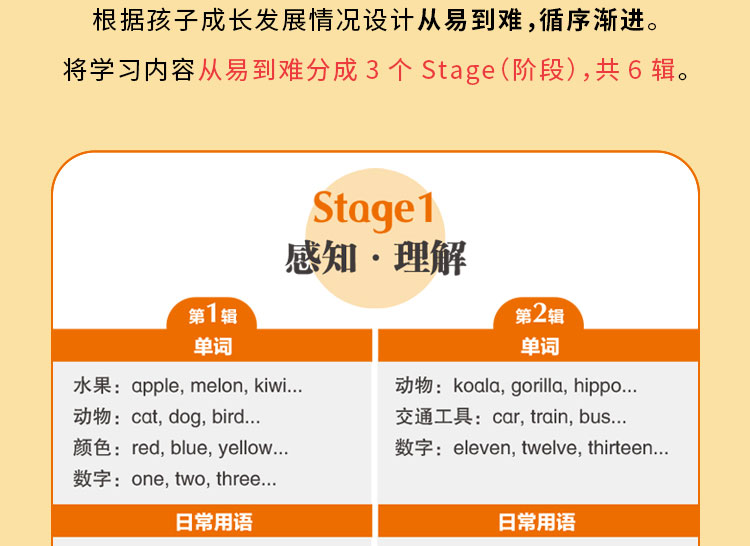 根据孩子成长发展情况设计从易到难，循序渐进。
将学习内容从易到难分成 3 个 Stage（阶段），共 6 辑。
Stage1
感知·理解
第1辑
单词
水果：apple, melon, kiwi...
动物：cat, dog, bird...
颜色：red, blue, yellow...
数字：one, two, three...
日常用语
第2辑
单词
动物：koala, gorilla, hippo...
交通工具：car, train, bus...
数字：eleven, twelve, thirteen...
日常用语